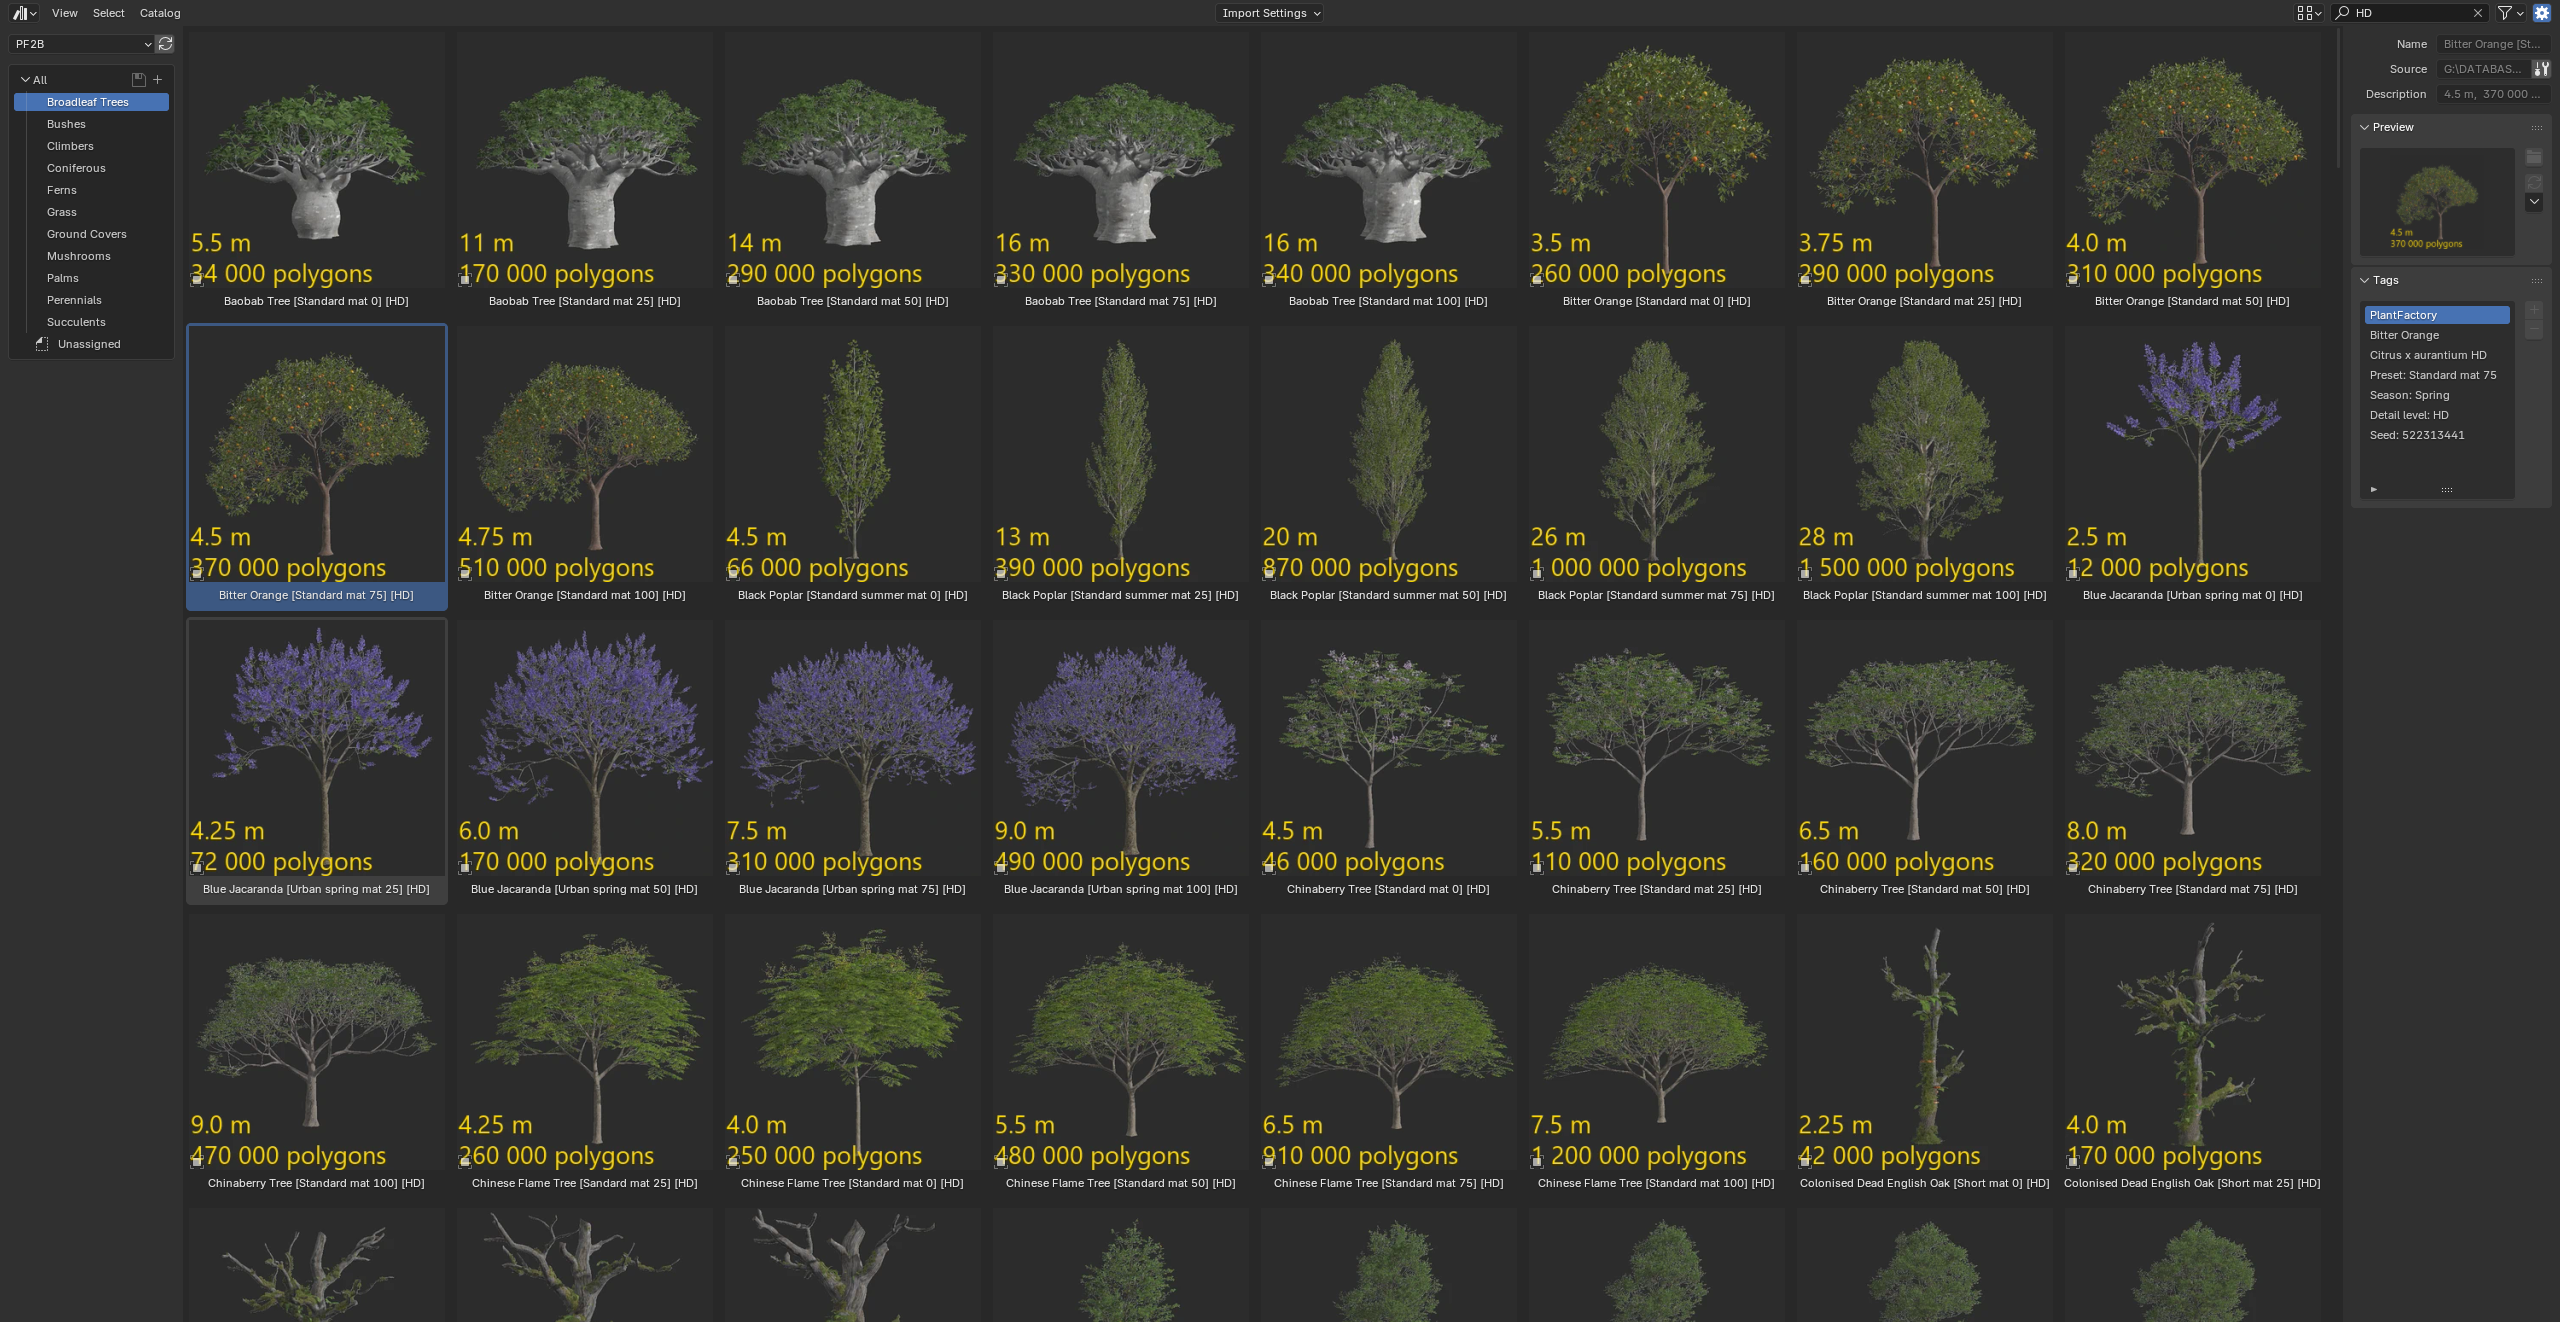 View
Select
Catalog
Import Settings
HD
PF2B
All
Broadleaf Trees
Bushes
Climbers
Coniferous
Ferns
Grass
Ground Covers
Mushrooms
Palms
Perennials
Succulents
Unassigned
5.5 m
34 000 polygons
Baobab Tree [Standard mat 0] [HD]
11 m
170 000 polygons
Baobab Tree [Standard mat 25] [HD]
14 m
290 000 polygons
Baobab Tree [Standard mat 50] [HD]
16 m
330 000 polygons
Baobab Tree [Standard mat 75] [HD]
16 m
340 000 polygons
Baobab Tree [Standard mat 100] [HD]
3.5 m
260 000 polygons
Bitter Orange [Standard mat 0] [HD]
3.75 m
290 000 polygons
Bitter Orange [Standard mat 25] [HD]
4.0 m
310 000 polygons
Bitter Orange [Standard mat 50] [HD]
4.5 m
370 000 polygons
Bitter Orange [Standard mat 75] [HD]
4.75 m
510 000 polygons
Bitter Orange [Standard mat 100] [HD]
4.5 m
66 000 polygons
Black Poplar [Standard summer mat 0] [HD]
13 m
390 000 polygons
Black Poplar [Standard summer mat 25] [HD]
20 m
870 000 polygons
Black Poplar [Standard summer mat 50] [HD]
26 m
1 000 000 polygons
Black Poplar [Standard summer mat 75] [HD]
28 m
1 500 000 polygons
Black Poplar [Standard summer mat 100] [HD]
2.5 m
12 000 polygons
Blue Jacaranda [Urban spring mat 0] [HD]
4.25 m
72 000 polygons
Blue Jacaranda [Urban spring mat 25] [HD]
6.0 m
170 000 polygons
Blue Jacaranda [Urban spring mat 50] [HD]
7.5 m
310 000 polygons
Blue Jacaranda [Urban spring mat 75] [HD]
9.0 m
490 000 polygons
Blue Jacaranda [Urban spring mat 100] [HD]
4.5 m
46 000 polygons
Chinaberry Tree [Standard mat 0] [HD]
5.5 m
110 000 polygons
Chinaberry Tree [Standard mat 25] [HD]
6.5 m
160 000 polygons
Chinaberry Tree [Standard mat 50] [HD]
8.0 m
320 000 polygons
Chinaberry Tree [Standard mat 75] [HD]
9.0 m
470 000 polygons
Chinaberry Tree [Standard mat 100] [HD]
4.25 m
260 000 polygons
Chinese Flame Tree [Sandard mat 25] [HD]
4.0 m
250 000 polygons
Chinese Flame Tree [Standard mat 0] [HD]
5.5 m
480 000 polygons
Chinese Flame Tree [Standard mat 50] [HD]
6.5 m
910 000 polygons
Chinese Flame Tree [Standard mat 75] [HD]
7.5 m
1 200 000 polygons
Chinese Flame Tree [Standard mat 100] [HD]
2.25 m
42 000 polygons
Colonised Dead English Oak [Short mat 0] [HD]
4.0 m
170 000 polygons
Colonised Dead English Oak [Short mat 25] [HD]
Name
Bitter Orange [St...
Source
G:\DATABAS...
Description
4.5 m, 370 000 ...
Preview
4.5 m
370 000 polygons
Tags
PlantFactory
Bitter Orange
Citrus x aurantium HD
Preset: Standard mat 75
Season: Spring
Detail level: HD
Seed: 522313441